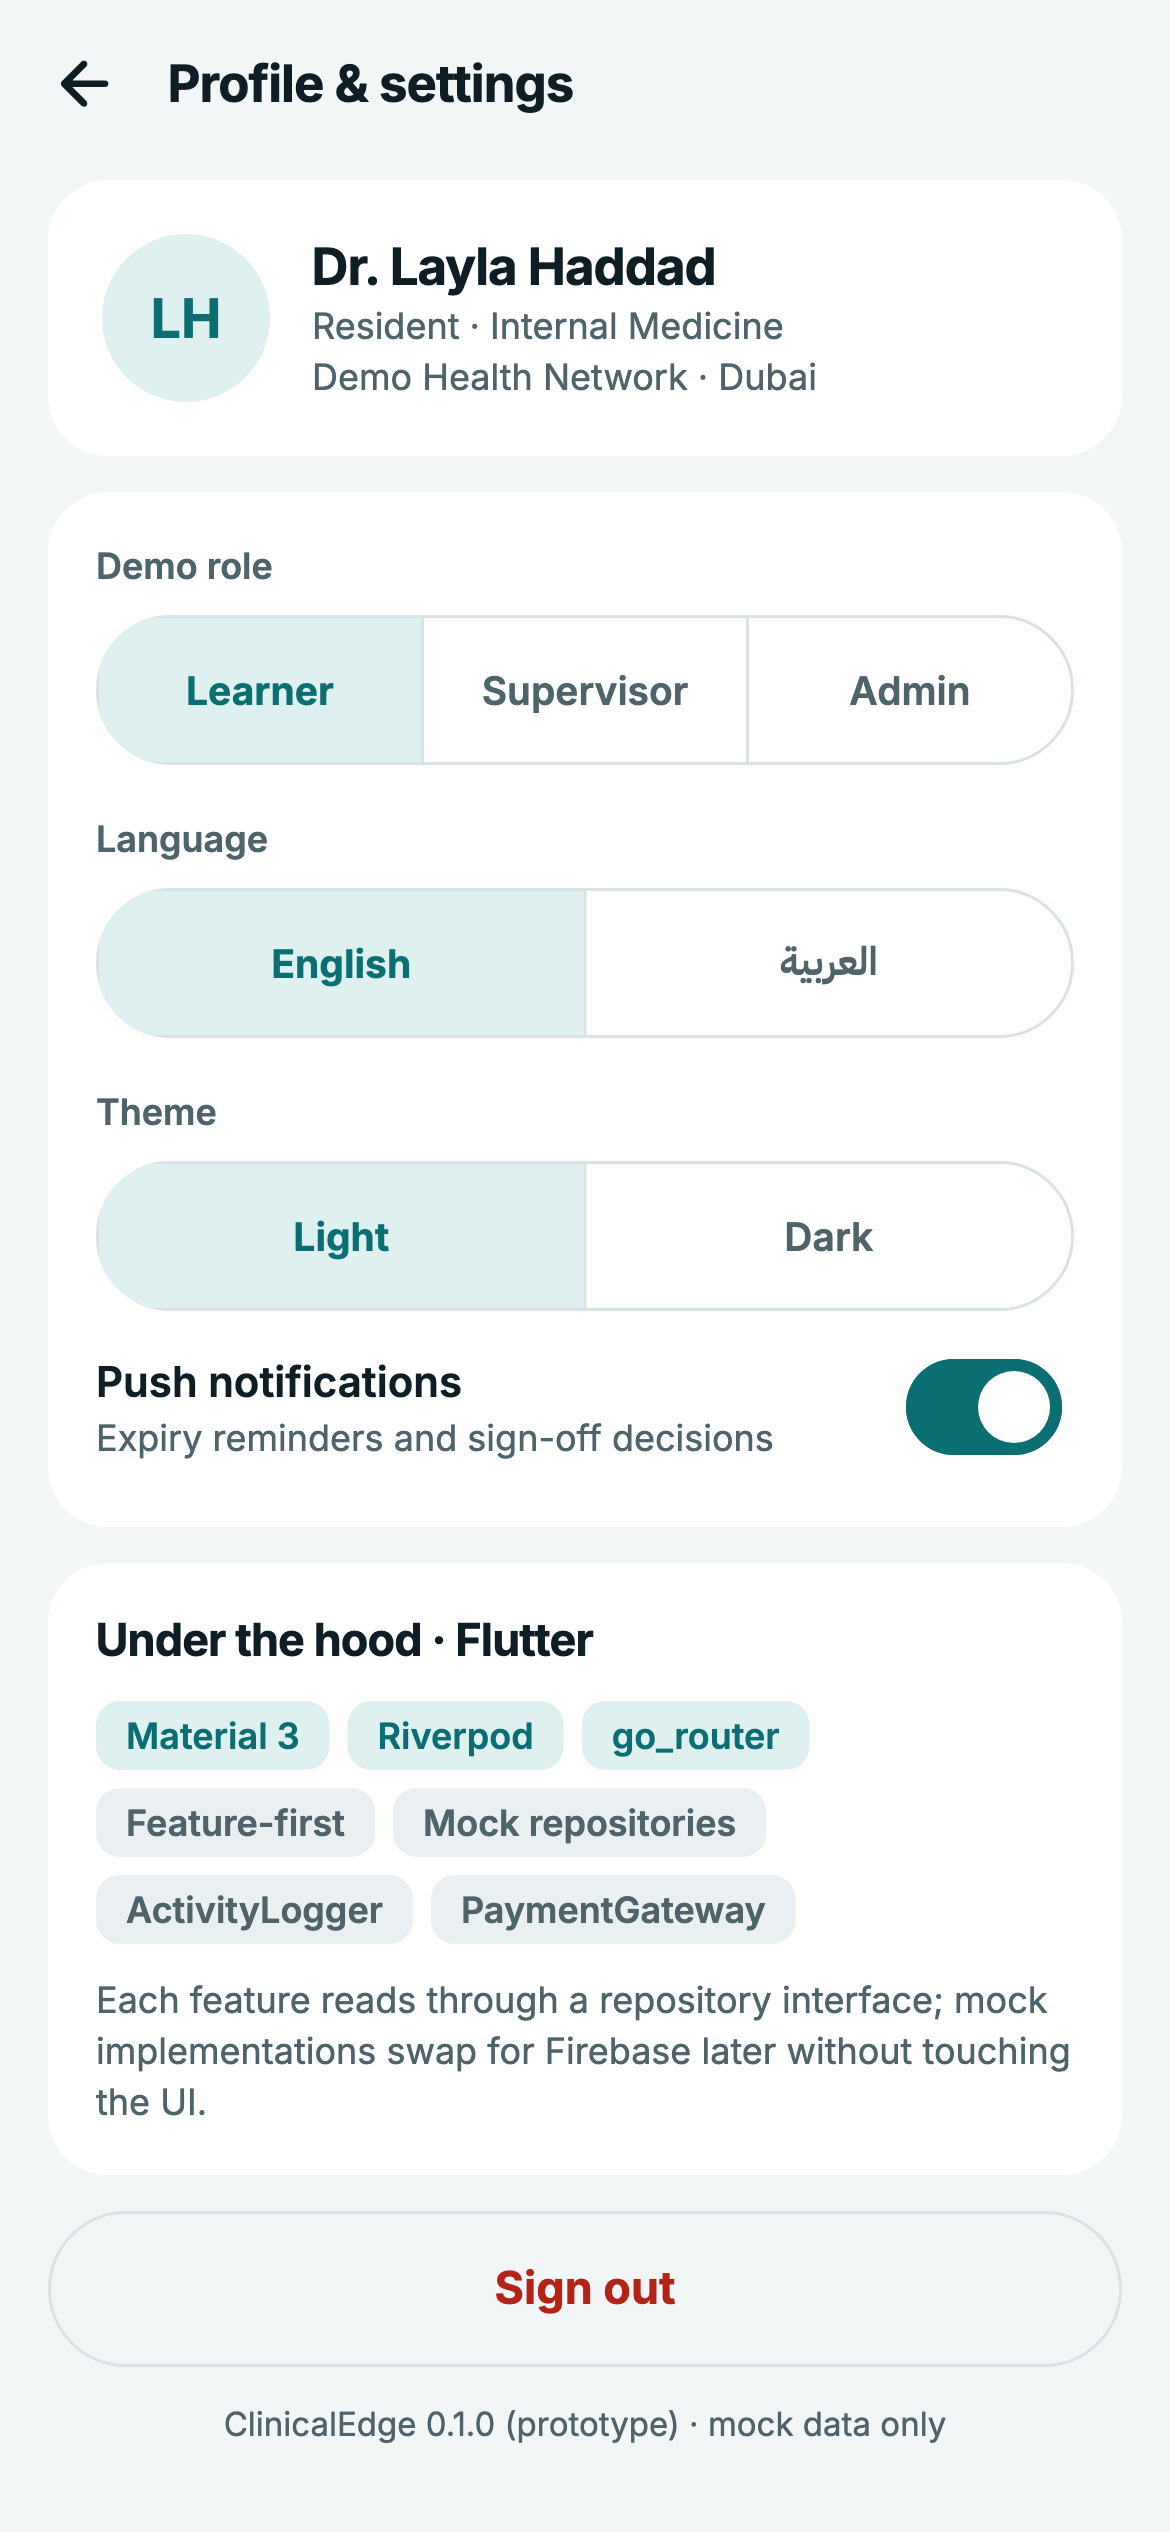 Profile & settings
LH
Dr. Layla Haddad
Resident · Internal Medicine
Demo Health Network · Dubai
Demo role
Learner Supervisor Admin
Language
English العربية
Theme
Light Dark
Push notifications
Expiry reminders and sign-off decisions
Under the hood · Flutter
Material 3 Riverpod go_router
Feature-first Mock repositories
ActivityLogger PaymentGateway
Each feature reads through a repository interface; mock
implementations swap for Firebase later without touching
the UI.
Sign out
ClinicalEdge 0.1.0 (prototype) · mock data only